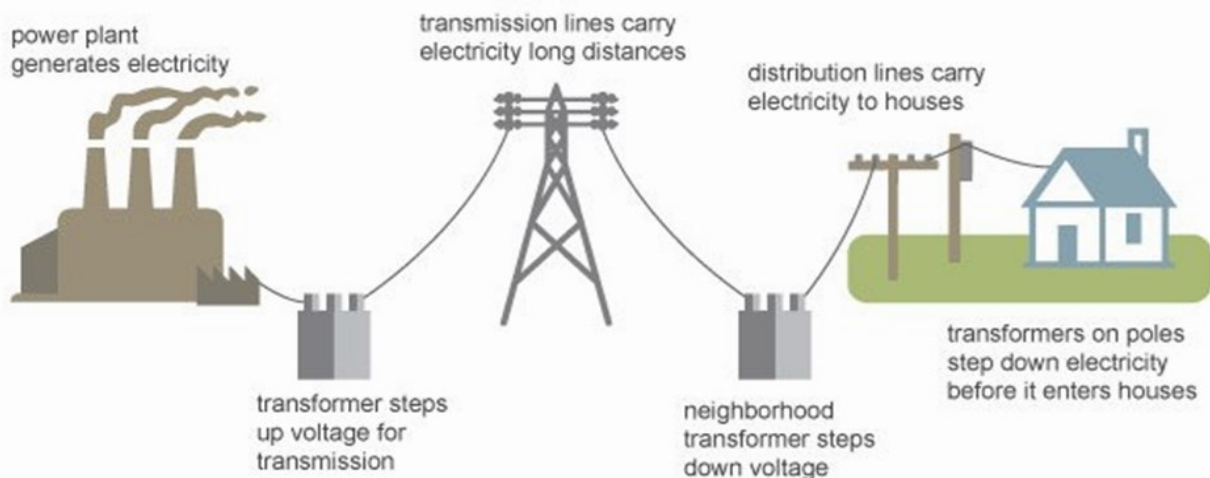 power plant
generates electricity
transmission lines carry
electricity long distances
distribution lines carry
electricity to houses
transformer steps
up voltage for
transmission
neighborhood
transformer steps
down voltage
transformers on poles
step down electricity
before it enters houses